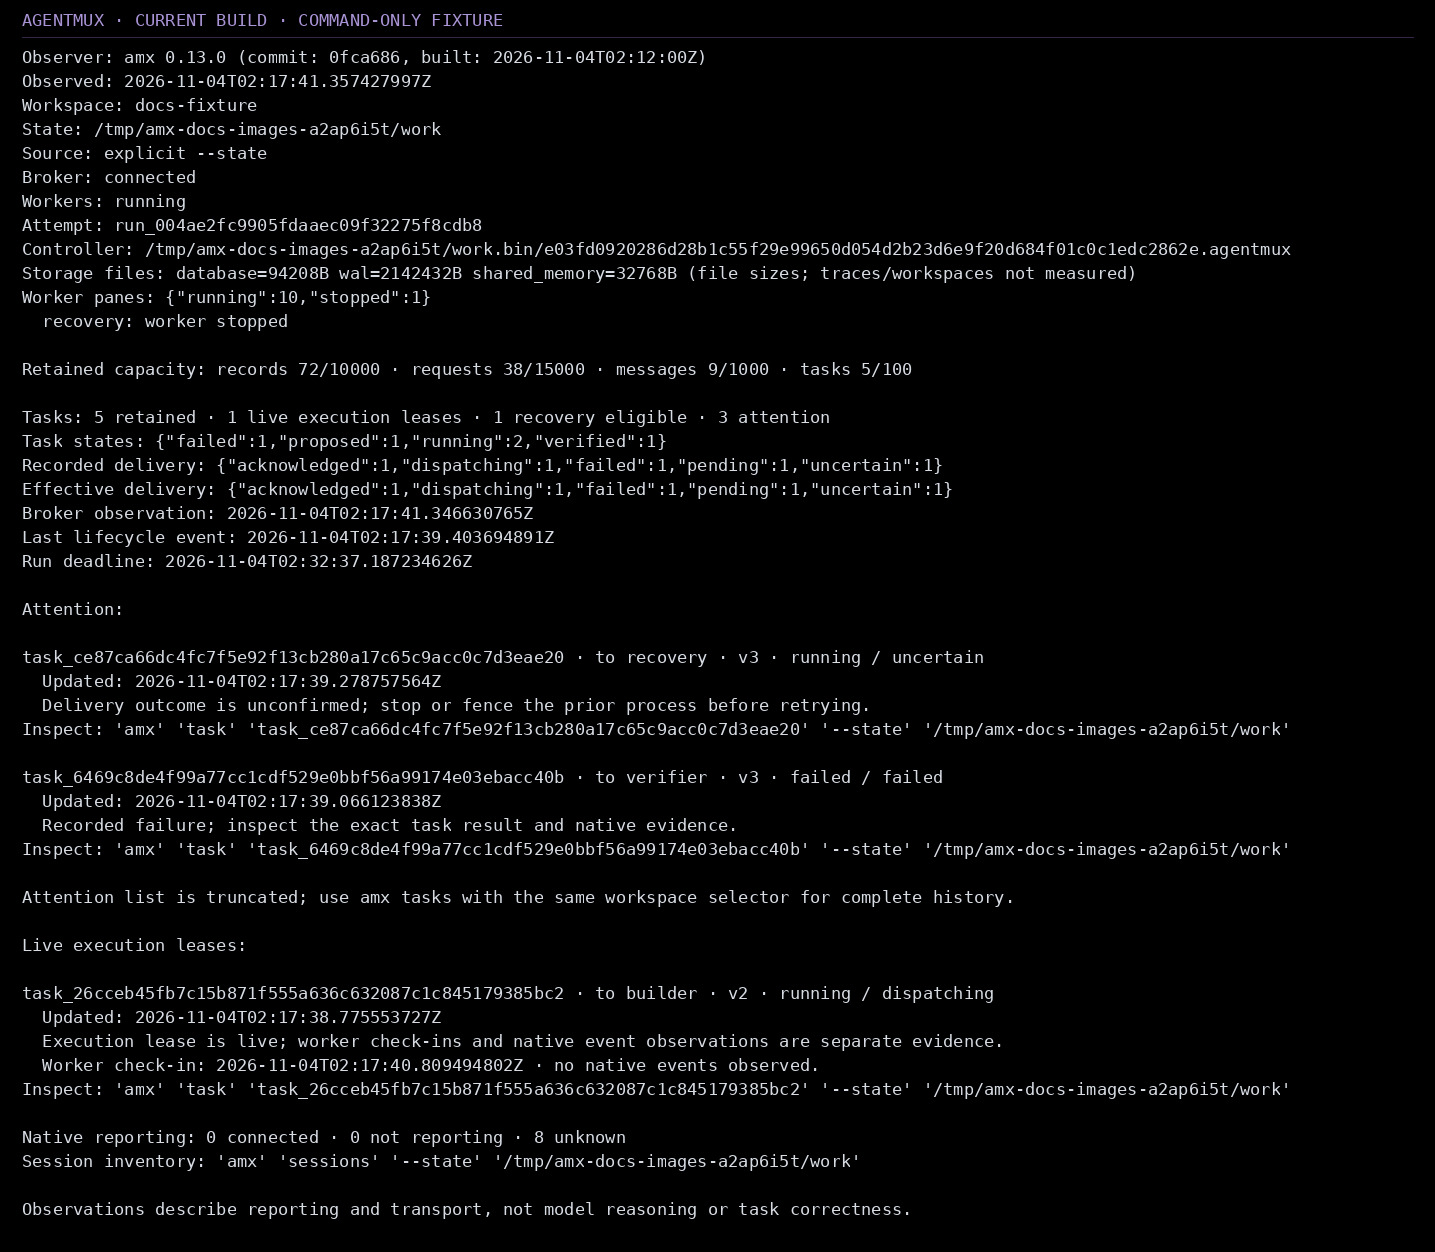 AGENTMUX · CURRENT BUILD · COMMAND-ONLY FIXTURE
Observer: amx 0.13.0 (commit: 0fca686, built: 2026-11-04T02:12:00Z)
Observed: 2026-11-04T02:17:41.357427997Z
Workspace: docs-fixture
State: /tmp/amx-docs-images-a2ap6i5t/work
Source: explicit --state
Broker: connected
Workers: running
Attempt: run_004ae2fc9905fdaaec09f32275f8cdb8
Controller: /tmp/amx-docs-images-a2ap6i5t/work.bin/e03fd0920286d28b1c55f29e99650d054d2b23d6e9f20d684f01c0c1edc2862e.agentmux
Storage files: database=94208B wal=2142432B shared_memory=32768B (file sizes; traces/workspaces not measured)
Worker panes: {"running":10,"stopped":1}
  recovery: worker stopped
Retained capacity: records 72/10000 · requests 38/15000 · messages 9/1000 · tasks 5/100
Tasks: 5 retained · 1 live execution leases · 1 recovery eligible · 3 attention
Task states: {"failed":1,"proposed":1,"running":2,"verified":1}
Recorded delivery: {"acknowledged":1,"dispatching":1,"failed":1,"pending":1,"uncertain":1}
Effective delivery: {"acknowledged":1,"dispatching":1,"failed":1,"pending":1,"uncertain":1}
Broker observation: 2026-11-04T02:17:41.346630765Z
Last lifecycle event: 2026-11-04T02:17:39.403694891Z
Run deadline: 2026-11-04T02:32:37.187234626Z
Attention:
task_ce87ca66dc4fc7f5e92f13cb280a17c65c9acc0c7d3eae20 · to recovery · v3 · running / uncertain
  Updated: 2026-11-04T02:17:39.278757564Z
  Delivery outcome is unconfirmed; stop or fence the prior process before retrying.
Inspect: 'amx' 'task' 'task_ce87ca66dc4fc7f5e92f13cb280a17c65c9acc0c7d3eae20' '--state' '/tmp/amx-docs-images-a2ap6i5t/work'
task_6469c8de4f99a77cc1cdf529e0bbf56a99174e03ebacc40b · to verifier · v3 · failed / failed
  Updated: 2026-11-04T02:17:39.066123838Z
  Recorded failure; inspect the exact task result and native evidence.
Inspect: 'amx' 'task' 'task_6469c8de4f99a77cc1cdf529e0bbf56a99174e03ebacc40b' '--state' '/tmp/amx-docs-images-a2ap6i5t/work'
Attention list is truncated; use amx tasks with the same workspace selector for complete history.
Live execution leases:
task_26cceb45fb7c15b871f555a636c632087c1c845179385bc2 · to builder · v2 · running / dispatching
  Updated: 2026-11-04T02:17:38.775553727Z
  Execution lease is live; worker check-ins and native event observations are separate evidence.
  Worker check-in: 2026-11-04T02:17:40.809494802Z · no native events observed.
Inspect: 'amx' 'task' 'task_26cceb45fb7c15b871f555a636c632087c1c845179385bc2' '--state' '/tmp/amx-docs-images-a2ap6i5t/work'
Native reporting: 0 connected · 0 not reporting · 8 unknown
Session inventory: 'amx' 'sessions' '--state' '/tmp/amx-docs-images-a2ap6i5t/work'
Observations describe reporting and transport, not model reasoning or task correctness.